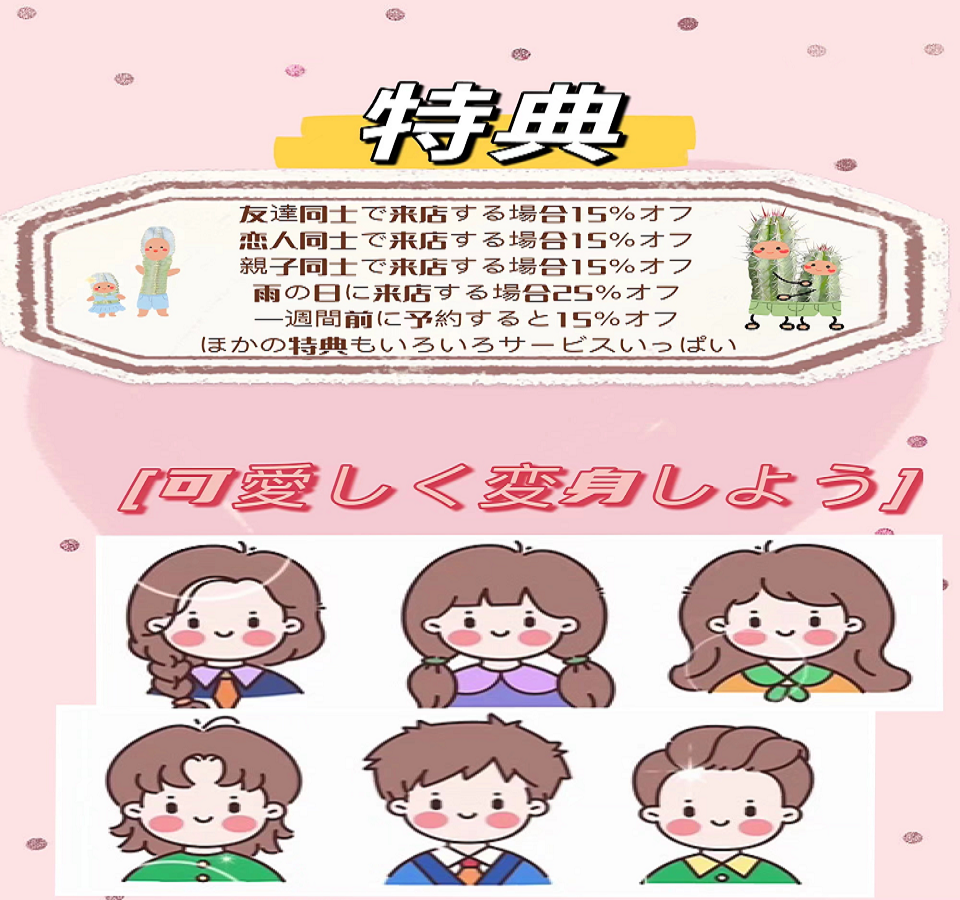 特典
友達同士で来店する場合15%オフ
恋人同士で来店する場合15%オフ
親子同士で来店する場合15%オフ
雨の日に来店する場合25%オフ
一週間前に予約すると15%オフ
ほかの特典もいろいろサービスいっぱい
[可愛しく変身しよう]